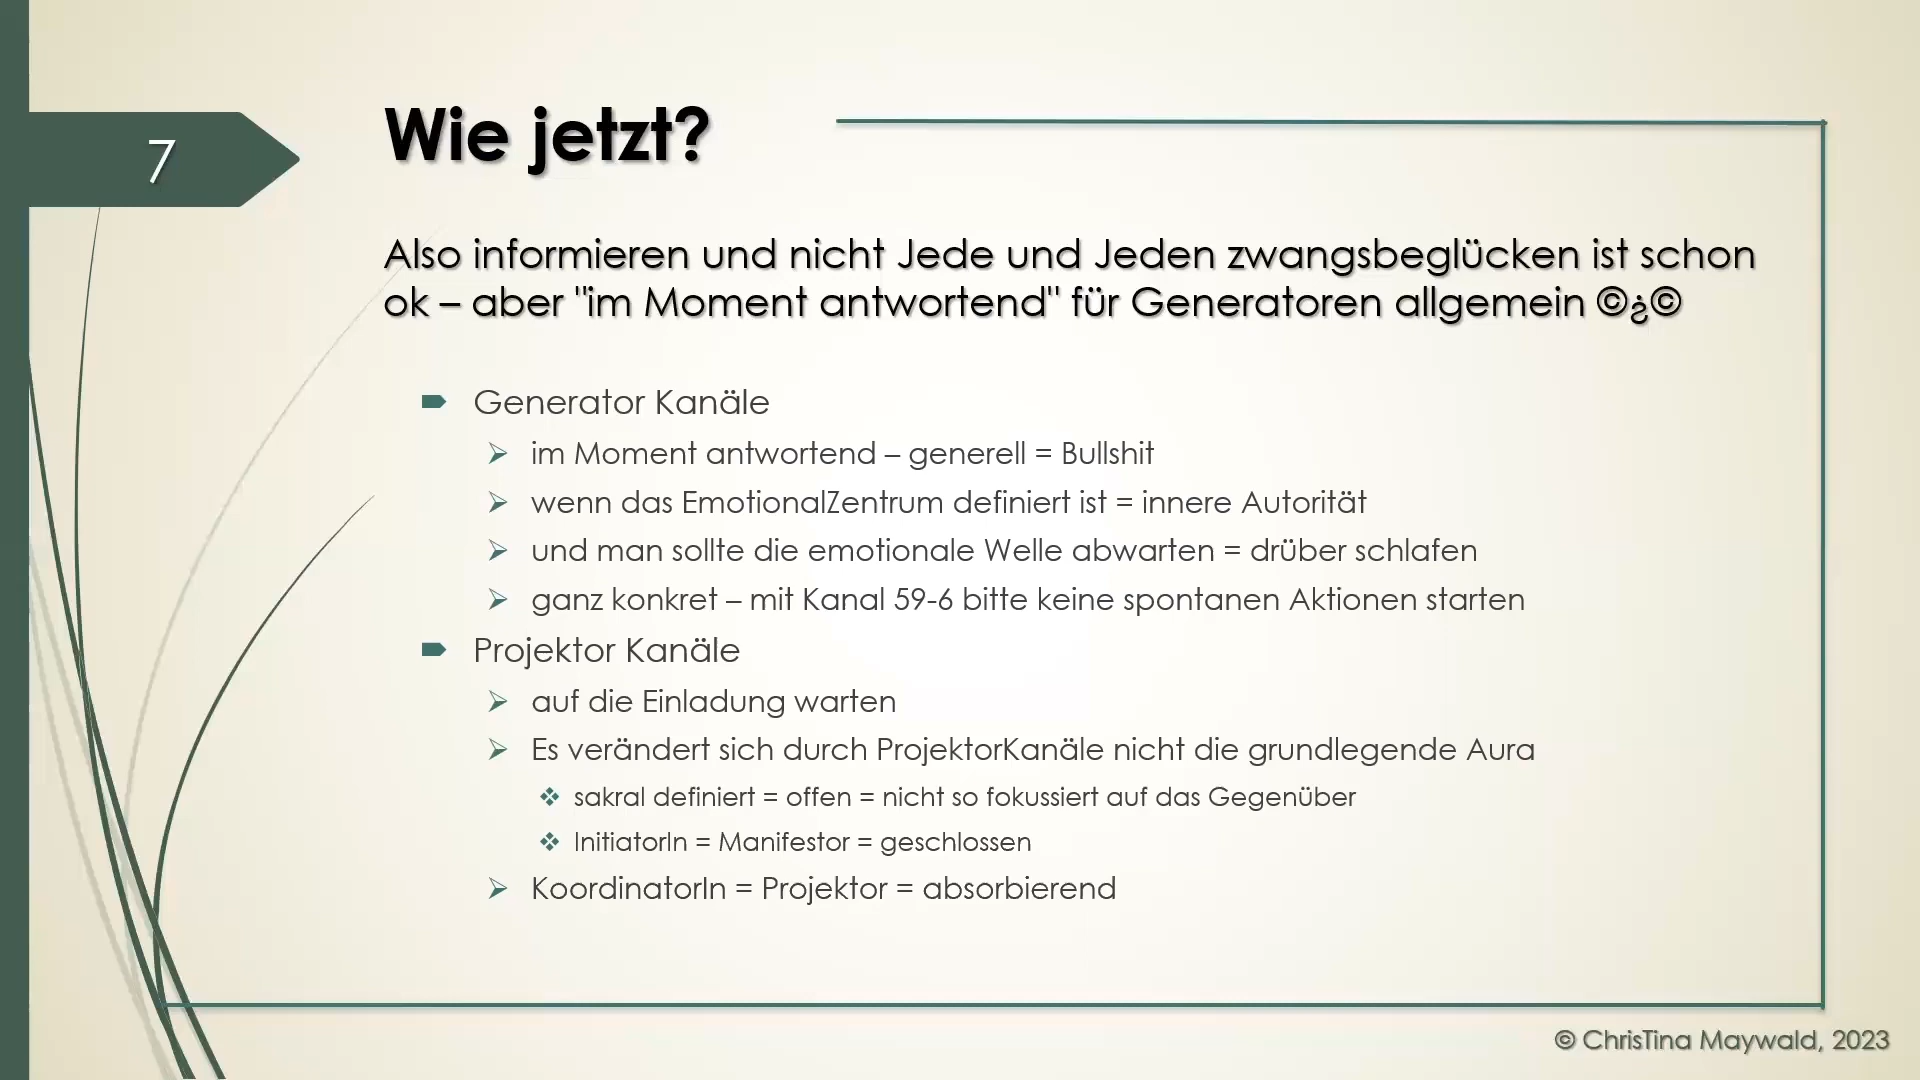 7
Wie jetzt?
Also informieren und nicht Jede und Jeden zwangsbeglücken ist schon
ok – aber "im Moment antwortend" für Generatoren allgemein ©¿©
Generator Kanäle
im Moment antwortend – generell = Bullshit
wenn das EmotionalZentrum definiert ist = innere Autorität
und man sollte die emotionale Welle abwarten = drüber schlafen
ganz konkret – mit Kanal 59-6 bitte keine spontanen Aktionen starten
Projektor Kanäle
auf die Einladung warten
Es verändert sich durch ProjektorKanäle nicht die grundlegende Aura
sakral definiert = offen = nicht so fokussiert auf das Gegenüber
InitiatorIn = Manifestor = geschlossen
KoordinatorIn = Projektor = absorbierend
© ChrisTina Maywald, 2023